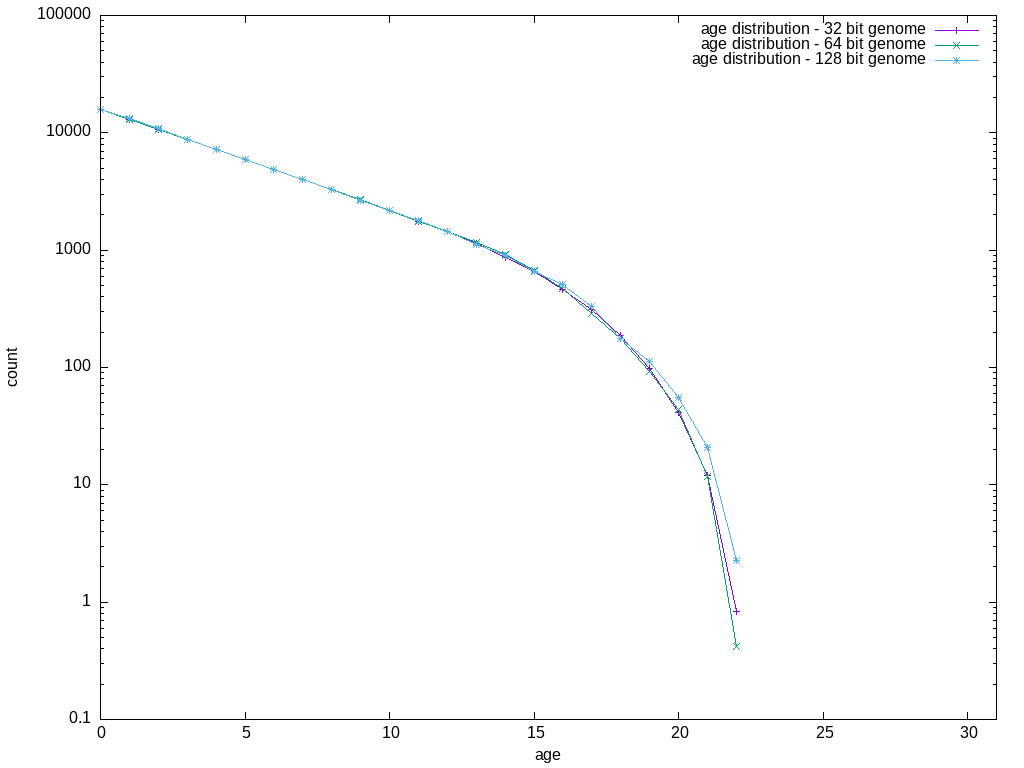 100000
10000
1000
100
10
1
0.1
0 5 10 15 20 25 30
age
count
age distribution - 32 bit genome
age distribution - 64 bit genome
age distribution - 128 bit genome